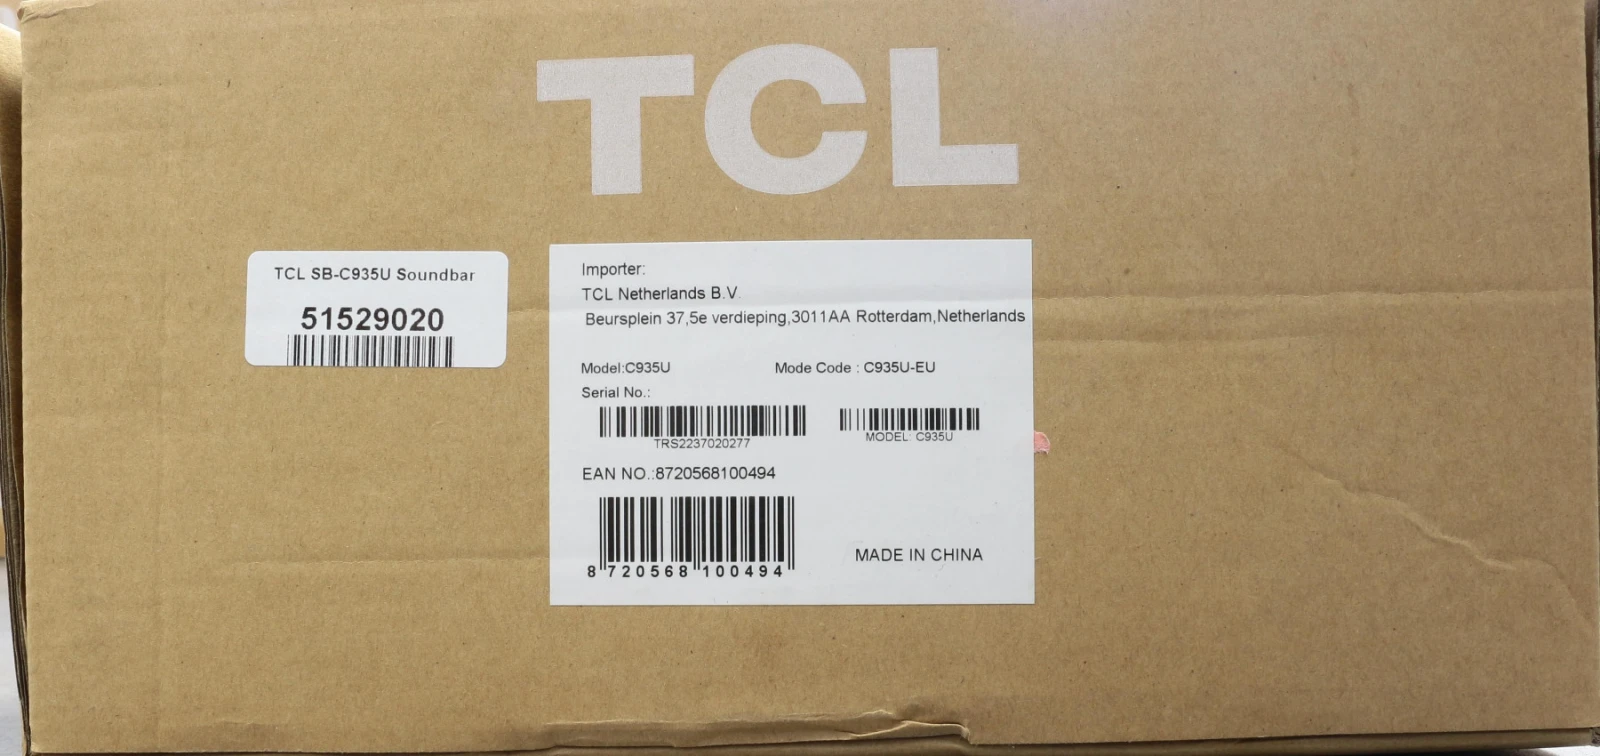 TCL
TCL SB-C935U Soundbar
51529020
Importer:
TCL Netherlands B.V.
Beursplein 37,5e verdieping,3011AA Rotterdam,Netherlands
Model:C935U Mode Code : C935U-EU
Serial No.:
TRS2237020277 MODEL: C935U
EAN NO.:8720568100494
8 720568 100494
MADE IN CHINA